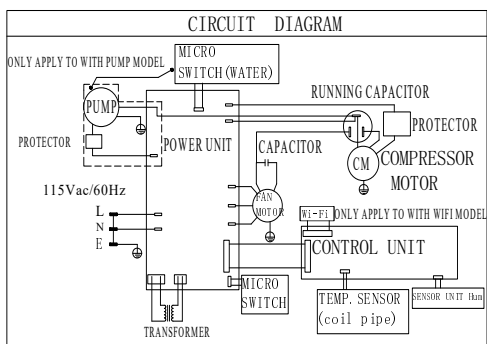 CIRCUIT DIAGRAM
MICRO
SWITCH(WATER)
ONLY APPLY TO WITH PUMP MODEL
RUNNING CAPACITOR
PUMP
PROTECTOR
POWER UNIT
CAPACITOR
PROTECTOR
CM
COMPRESSOR
MOTOR
115Vac/60Hz
L
N
E
FAN
MOTOR
Wi-Fi
ONLY APPLY TO WITH WIFI MODEL
CONTROL UNIT
MICRO
SWITCH
TEMP. SENSOR
(coil pipe)
SENSOR UNIT Hum
TRANSFORMER